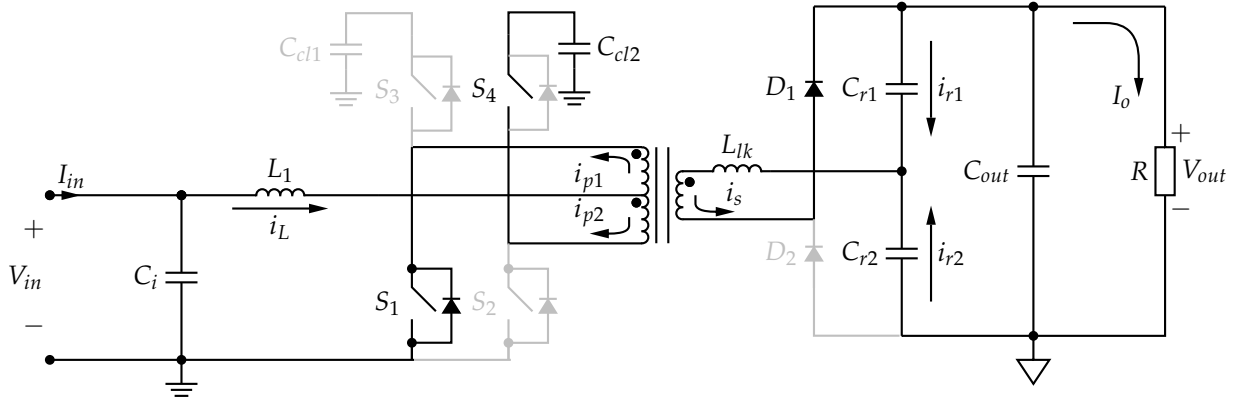 C_{cl1}
C_{cl2}
S_3
S_4
D_1
C_{r1}
i_{r1}
I_o
I_{in}
L_1
i_{p1}
L_{lk}
C_{out}
R
+
V_{out}
−
i_L
i_{p2}
i_s
+
V_{in}
−
C_i
S_1
S_2
D_2
C_{r2}
i_{r2}